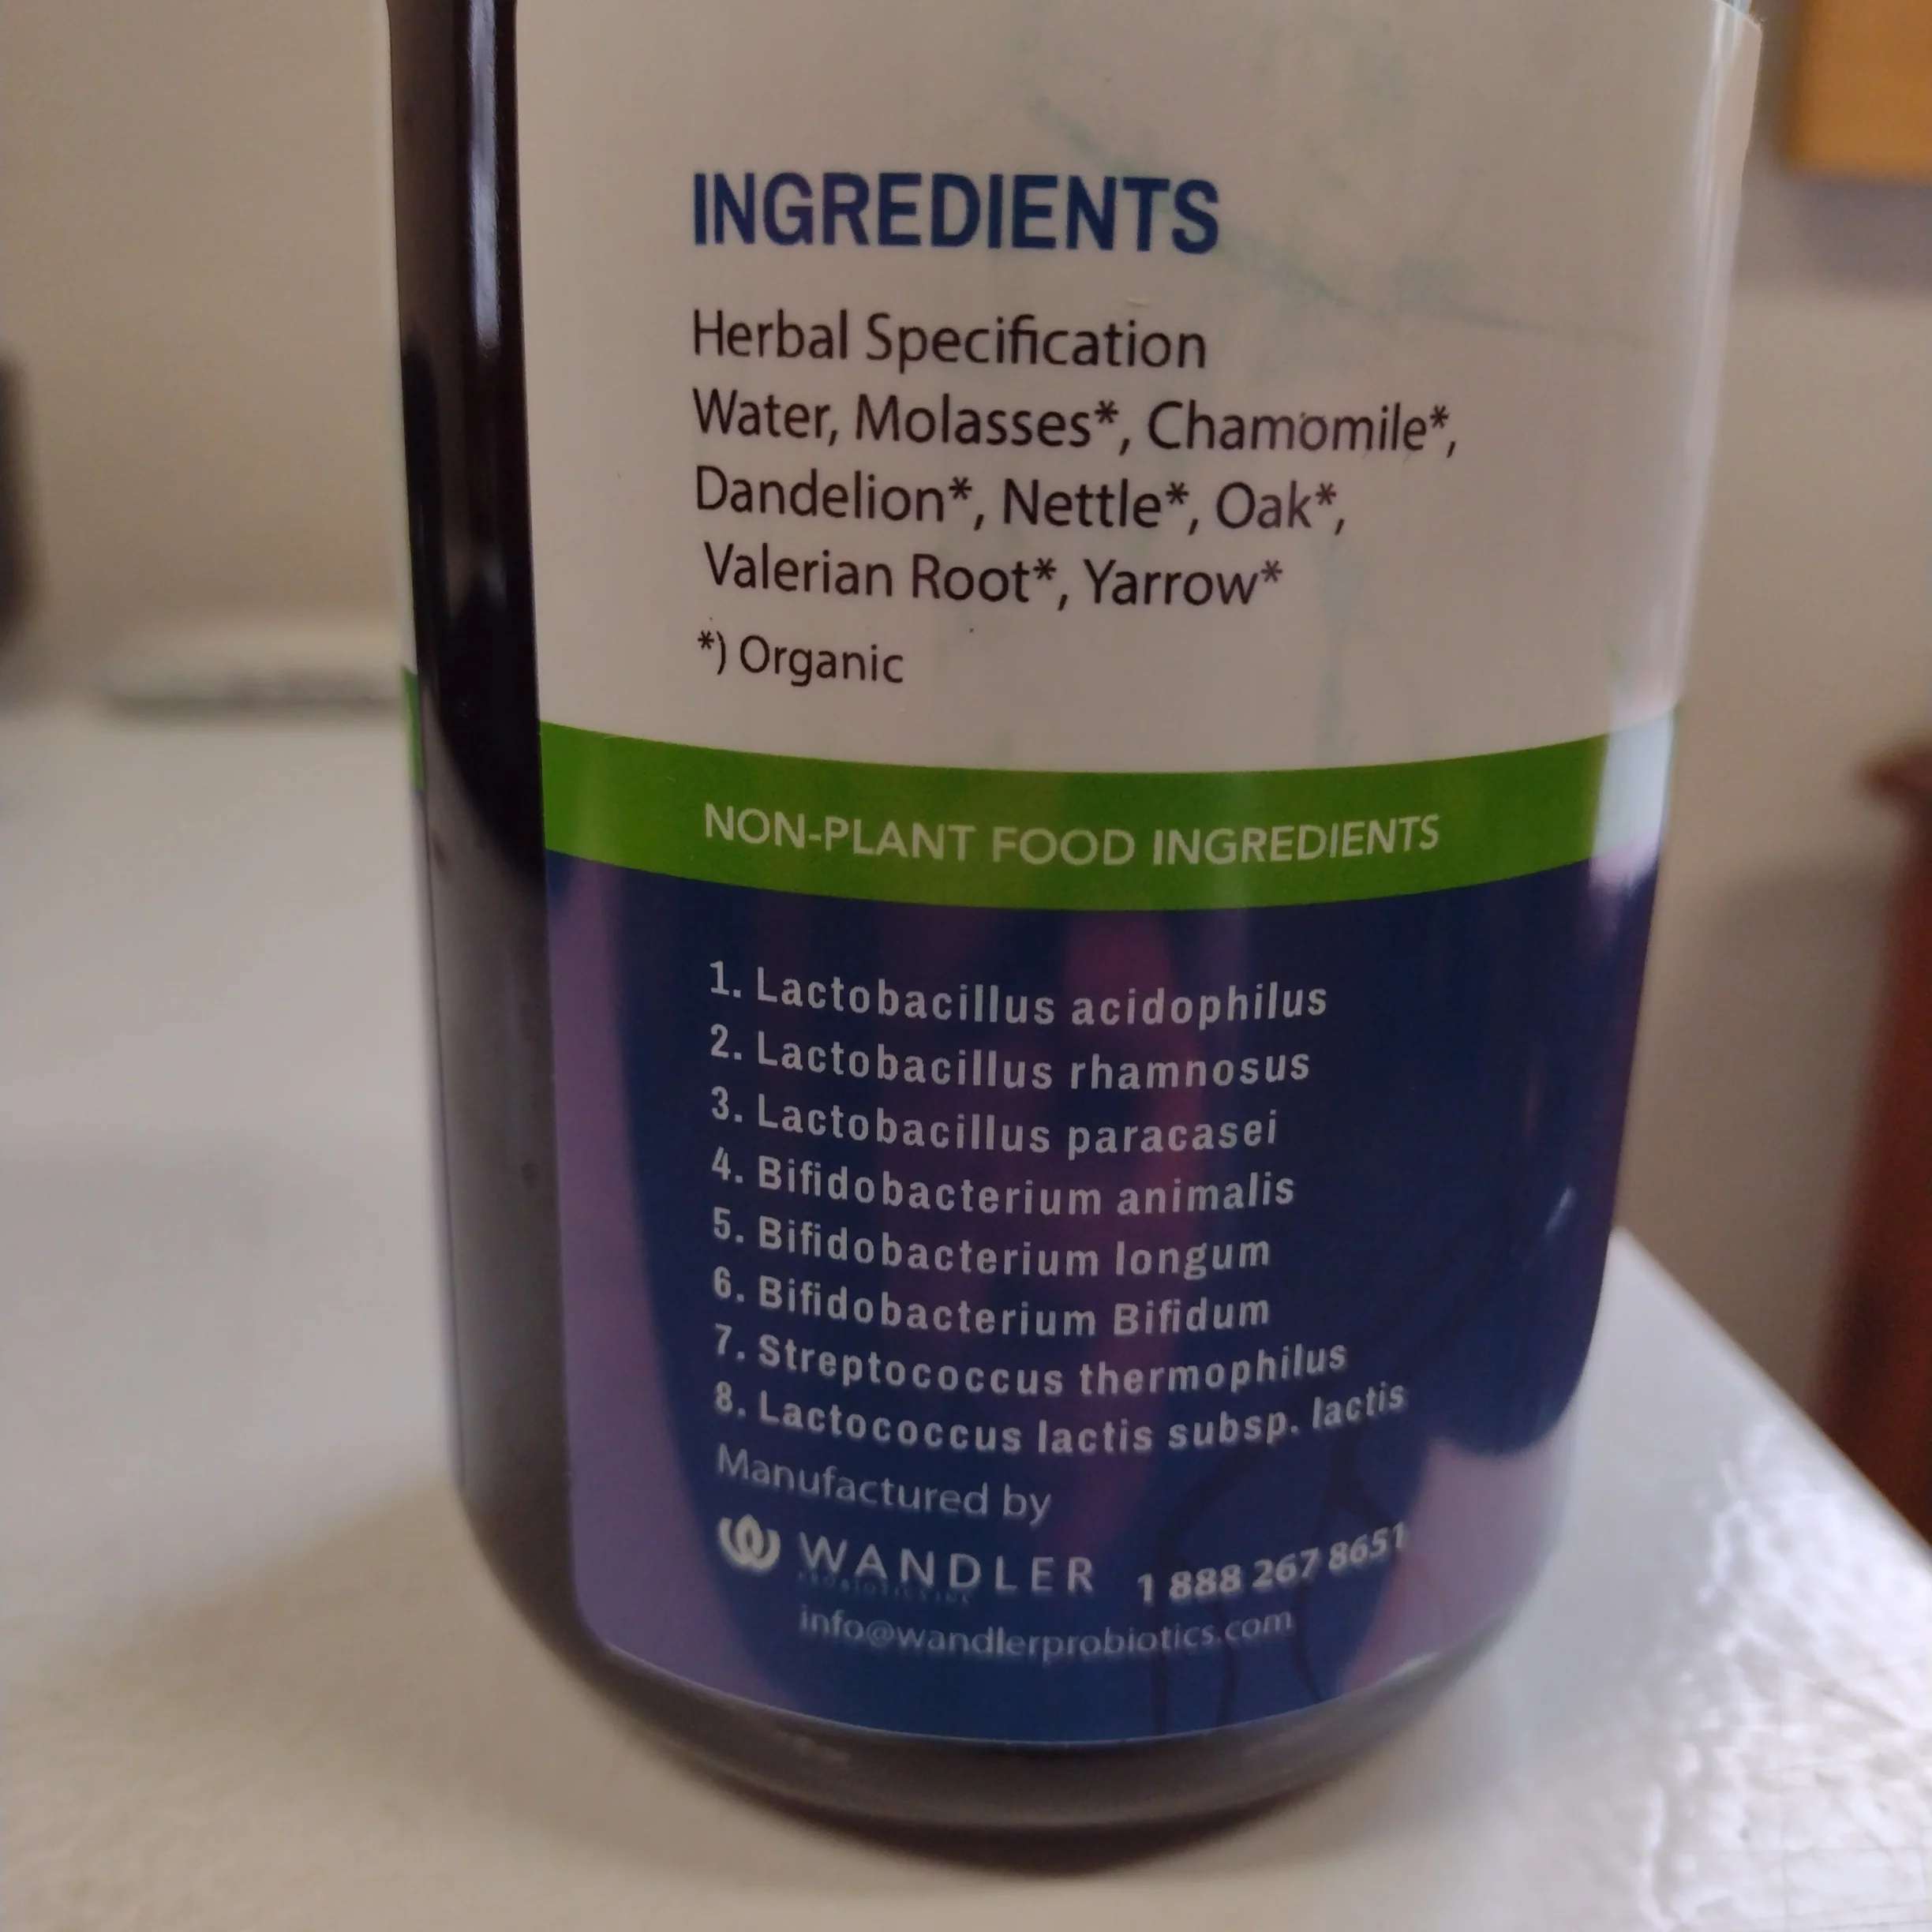 INGREDIENTS
Herbal Specification
Water, Molasses*, Chamomile*,
Dandelion*, Nettle*, Oak*,
Valerian Root*, Yarrow*
*) Organic
NON-PLANT FOOD INGREDIENTS
1. Lactobacillus acidophilus
2. Lactobacillus rhamnosus
3. Lactobacillus paracasei
4. Bifidobacterium animalis
5. Bifidobacterium longum
6. Bifidobacterium Bifidum
7. Streptococcus thermophilus
8. Lactococcus lactis subsp. lactis
Manufactured by
WANDLER 1 888 267 8651
info@wandlerprobiotics.com